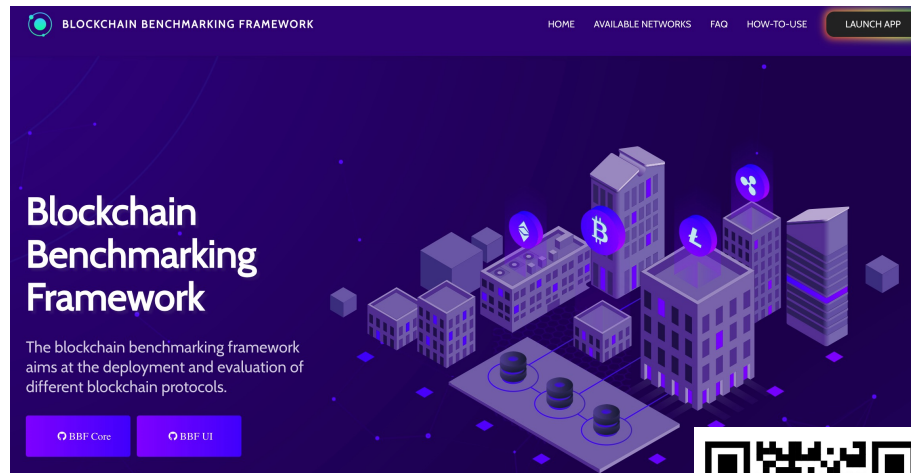 BLOCKCHAIN BENCHMARKING FRAMEWORK
HOME AVAILABLE NETWORKS FAQ HOW-TO-USE LAUNCH APP
Blockchain
Benchmarking
Framework
The blockchain benchmarking framework
aims at the deployment and evaluation of
different blockchain protocols.
BBF Core BBF UI